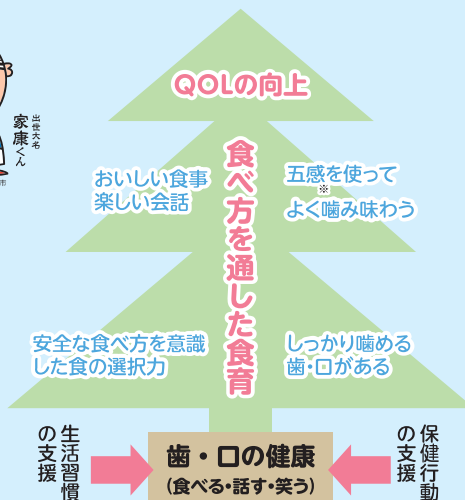 QOLの向上
出世大名
家康くん
市
食べ方を通した食育
おいしい食事
楽しい会話
五感を使って
※
よく噛み味わう
安全な食べ方を意識
した食の選択力
しっかり噛める
歯・口がある
生活習慣
の支援
歯・口の健康
(食べる・話す・笑う)
保健行動
の支援